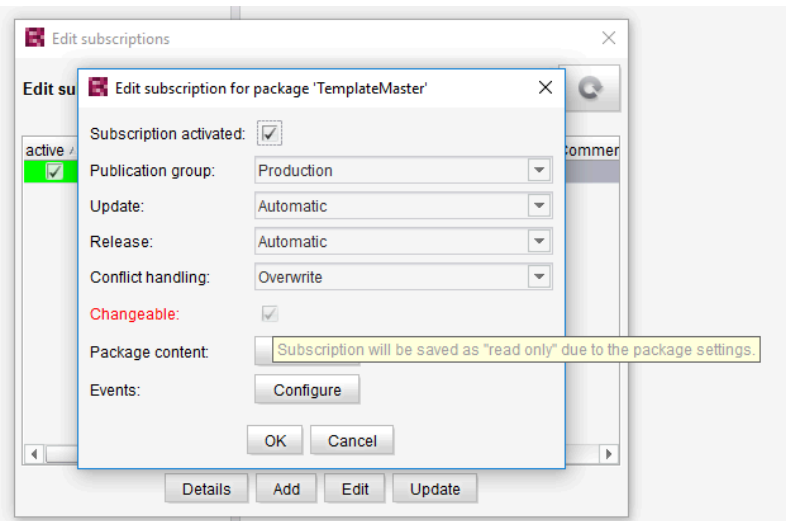 Edit subscriptions
Edit su
Edit subscription for package 'TemplateMaster'
active
Commer
Subscription activated:
Publication group: Production
Update: Automatic
Release: Automatic
Conflict handling: Overwrite
Changeable:
Package content:
Subscription will be saved as "read only" due to the package settings.
Events: Configure
OK Cancel
Details Add Edit Update